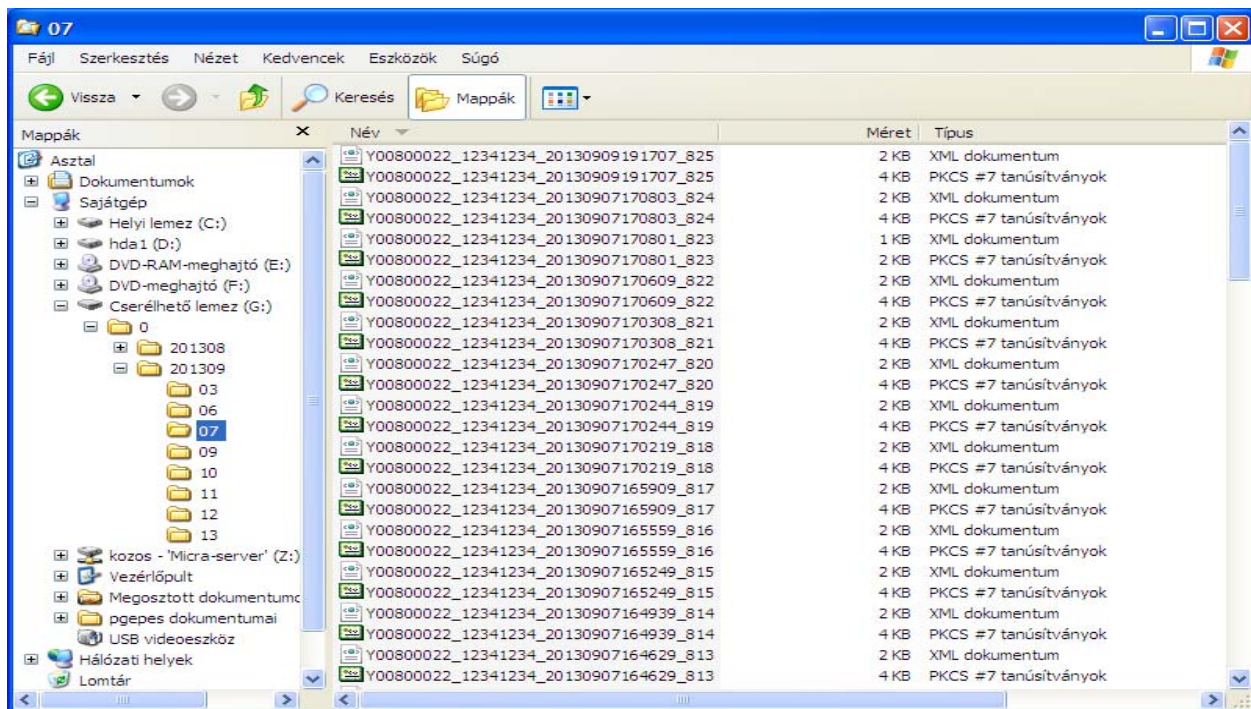 07
Fájl Szerkesztés Nézet Kedvencek Eszközök Súgó
Vissza Keresés Mappák
Mappák
Asztal
Dokumentumok
Sajátgép
Helyi lemez (C:)
hda1 (D:)
DVD-RAM-meghajtó (E:)
DVD-meghajtó (F:)
Cserélhető lemez (G:)
0
201308
201309
03
06
07
09
10
11
12
13
kozos - 'Micra-server' (Z:)
Vezérlőpult
Megosztott dokumentumo
pgepes dokumentumai
USB videoeszköz
Hálózati helyek
Lomtár
Név Méret Típus
Y00800022_12341234_20130909191707_825 2 KB XML dokumentum
Y00800022_12341234_20130909191707_825 4 KB PKCS #7 tanúsítványok
Y00800022_12341234_20130907170803_824 2 KB XML dokumentum
Y00800022_12341234_20130907170803_824 4 KB PKCS #7 tanúsítványok
Y00800022_12341234_20130907170801_823 1 KB XML dokumentum
Y00800022_12341234_20130907170801_823 2 KB PKCS #7 tanúsítványok
Y00800022_12341234_20130907170609_822 2 KB XML dokumentum
Y00800022_12341234_20130907170609_822 4 KB PKCS #7 tanúsítványok
Y00800022_12341234_20130907170308_821 2 KB XML dokumentum
Y00800022_12341234_20130907170308_821 4 KB PKCS #7 tanúsítványok
Y00800022_12341234_20130907170247_820 2 KB XML dokumentum
Y00800022_12341234_20130907170247_820 4 KB PKCS #7 tanúsítványok
Y00800022_12341234_20130907170244_819 2 KB XML dokumentum
Y00800022_12341234_20130907170244_819 4 KB PKCS #7 tanúsítványok
Y00800022_12341234_20130907170219_818 2 KB XML dokumentum
Y00800022_12341234_20130907170219_818 4 KB PKCS #7 tanúsítványok
Y00800022_12341234_20130907165909_817 2 KB XML dokumentum
Y00800022_12341234_20130907165909_817 4 KB PKCS #7 tanúsítványok
Y00800022_12341234_20130907165559_816 2 KB XML dokumentum
Y00800022_12341234_20130907165559_816 4 KB PKCS #7 tanúsítványok
Y00800022_12341234_20130907165249_815 2 KB XML dokumentum
Y00800022_12341234_20130907165249_815 4 KB PKCS #7 tanúsítványok
Y00800022_12341234_20130907164939_814 2 KB XML dokumentum
Y00800022_12341234_20130907164939_814 4 KB PKCS #7 tanúsítványok
Y00800022_12341234_20130907164629_813 2 KB XML dokumentum
Y00800022_12341234_20130907164629_813 4 KB PKCS #7 tanúsítványok